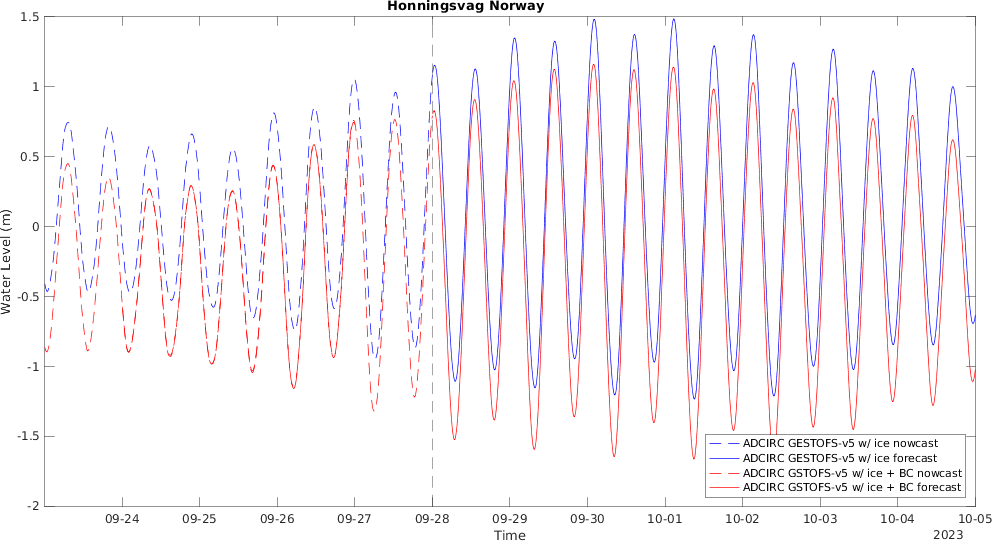 Honningsvag Norway
1.5
1
0.5
0
-0.5
-1
-1.5
-2
Water Level (m)
ADCIRC GESTOFS-v5 w/ ice nowcast
ADCIRC GESTOFS-v5 w/ ice forecast
ADCIRC GSTOFS-v5 w/ ice + BC nowcast
ADCIRC GSTOFS-v5 w/ ice + BC forecast
09-24 09-25 09-26 09-27 09-28 09-29 09-30 10-01 10-02 10-03 10-04 10-05
Time
2023